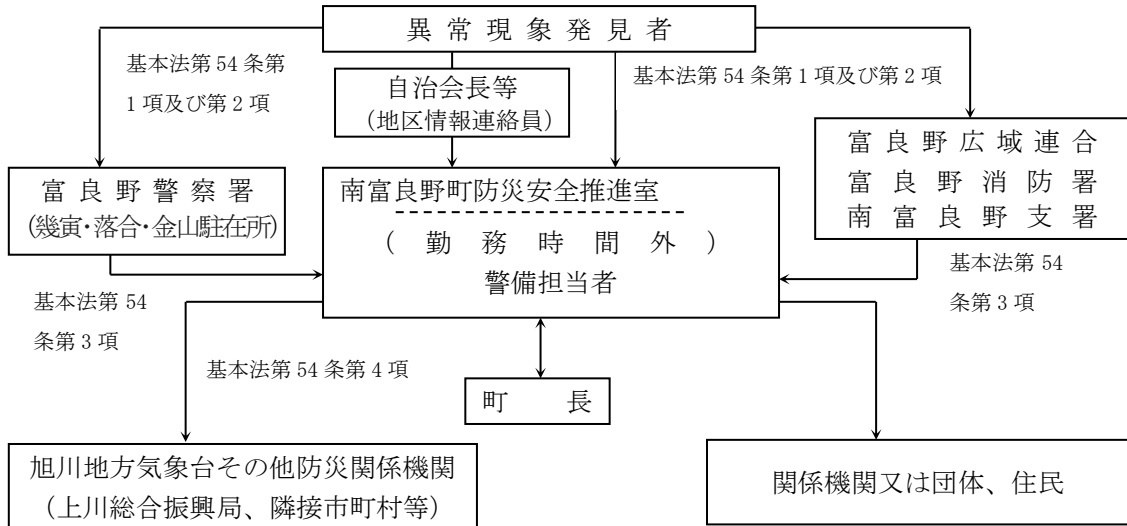 異常現象発見者
基本法第54条第
1項及び第2項
自治会長等
(地区情報連絡員)
基本法第54条第1項及び第2項
富良野警察署
(幾寅・落合・金山駐在所)
南富良野町防災安全推進室
(勤務時間外)
警備担当者
富良野広域連合
富良野消防署
南富良野支署
基本法第54
条第3項
基本法第54
条第3項
基本法第54条第4項
町長
旭川地方気象台その他防災関係機関
(上川総合振興局、隣接市町村等)
関係機関又は団体、住民